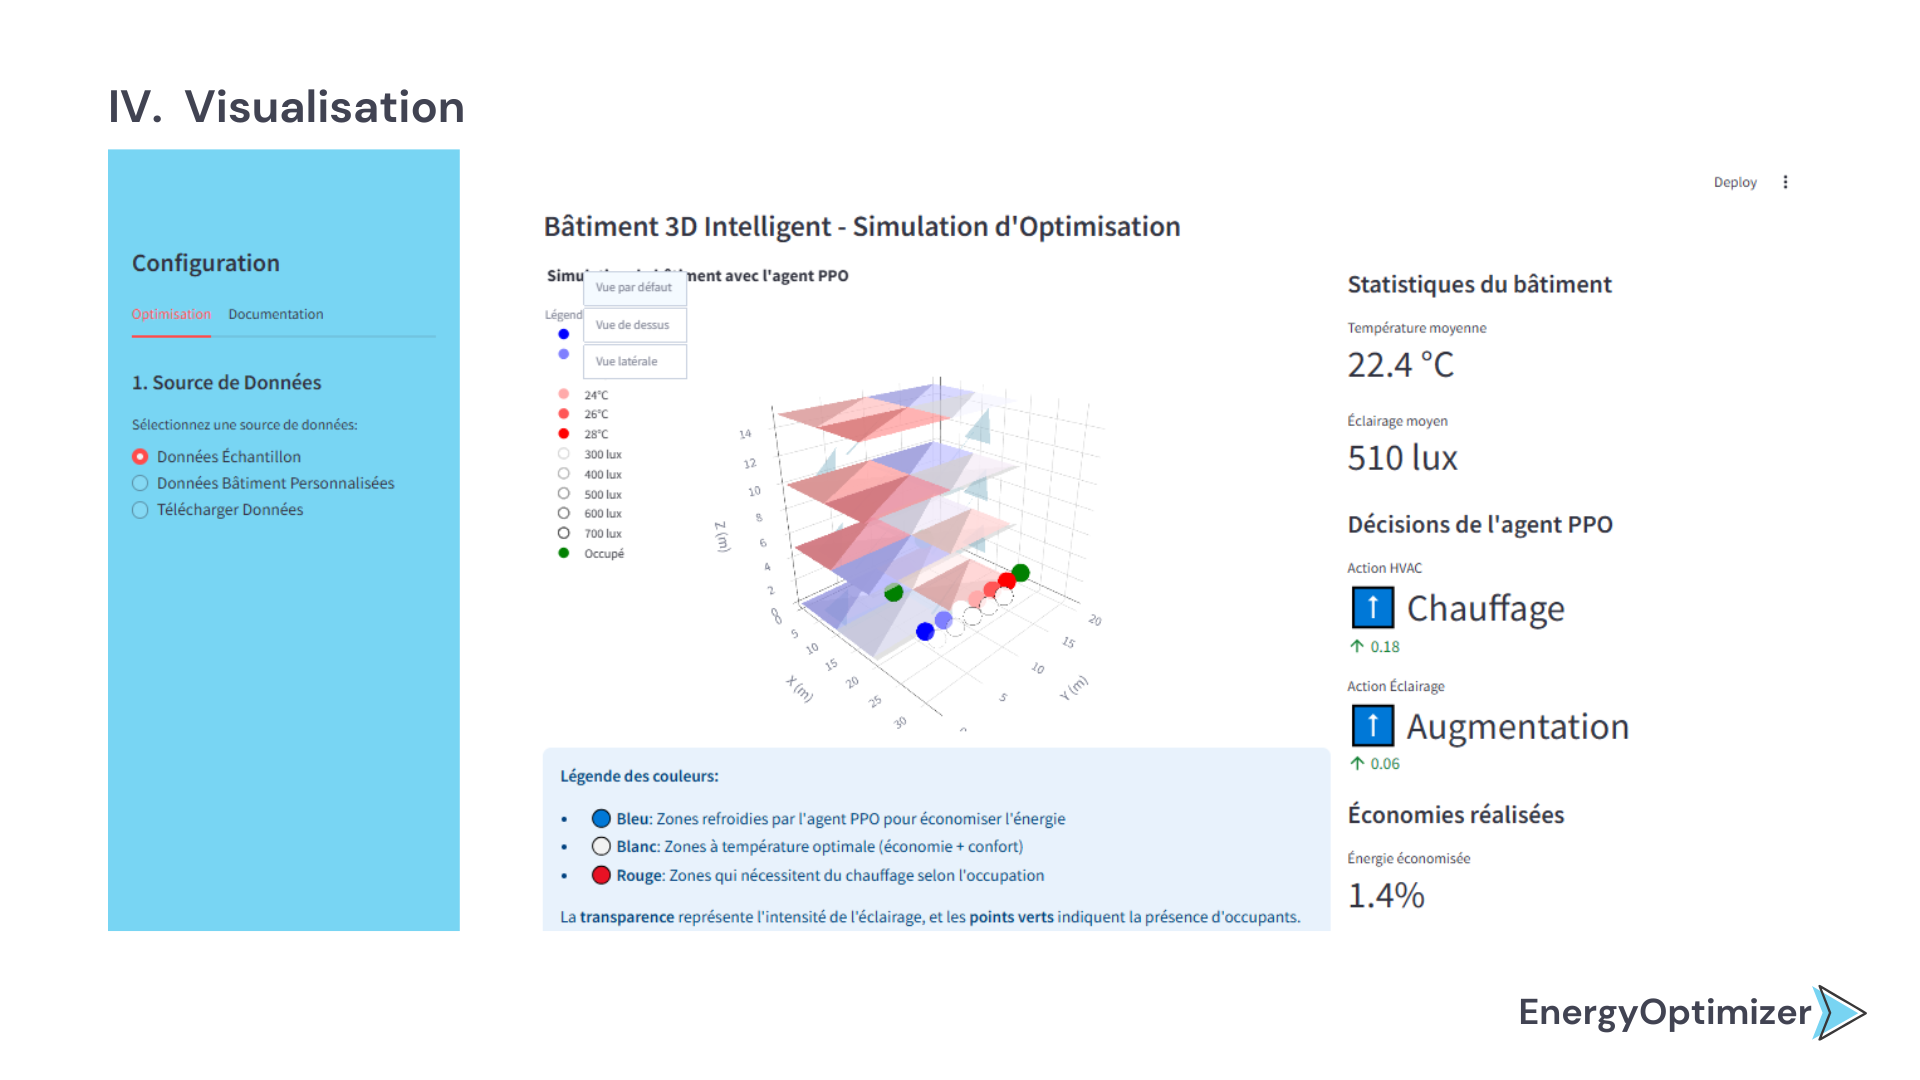 IV. Visualisation
Configuration
Optimisation Documentation
1. Source de Données
Sélectionnez une source de données:
Données Échantillon
Données Bâtiment Personnalisées
Télécharger Données
Deploy
Bâtiment 3D Intelligent - Simulation d'Optimisation
avec l'agent PPO
Vue par défaut
Vue de dessus
Vue latérale
24°C
26°C
28°C
300 lux
400 lux
500 lux
600 lux
700 lux
Occupé
14
12
10
8
6
4
2
0
Z (m)
0
5
10
15
20
25
30
X (m)
5
10
15
20
Y (m)
Légende des couleurs:
Bleu: Zones refroidies par l'agent PPO pour économiser l'énergie
Blanc: Zones à température optimale (économie + confort)
Rouge: Zones qui nécessitent du chauffage selon l'occupation
La transparence représente l'intensité de l'éclairage, et les points verts indiquent la présence d'occupants.
Statistiques du bâtiment
Température moyenne
22.4 °C
Éclairage moyen
510 lux
Décisions de l'agent PPO
Action HVAC
↑ Chauffage
↑ 0.18
Action Éclairage
↑ Augmentation
↑ 0.06
Économies réalisées
Énergie économisée
1.4%
EnergyOptimizer